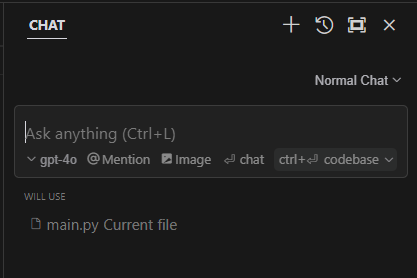 CHAT
Normal Chat
Ask anything (Ctrl+L)
gpt-4o @Mention Image ⏎ chat ctrl+⏎ codebase
WILL USE
main.py Current file